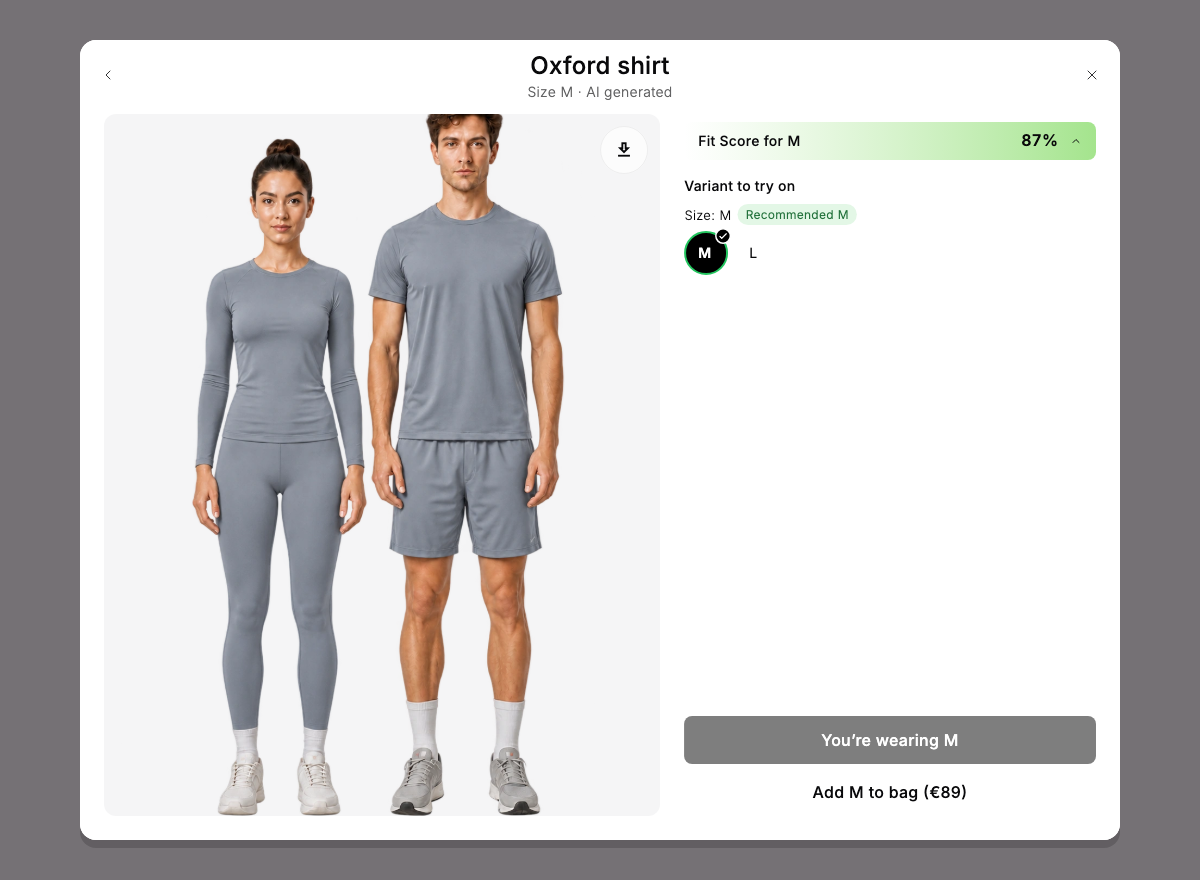 Oxford shirt
Size M · AI generated
Fit Score for M 87%
Variant to try on
Size: M Recommended M
M L
You’re wearing M
Add M to bag (€89)